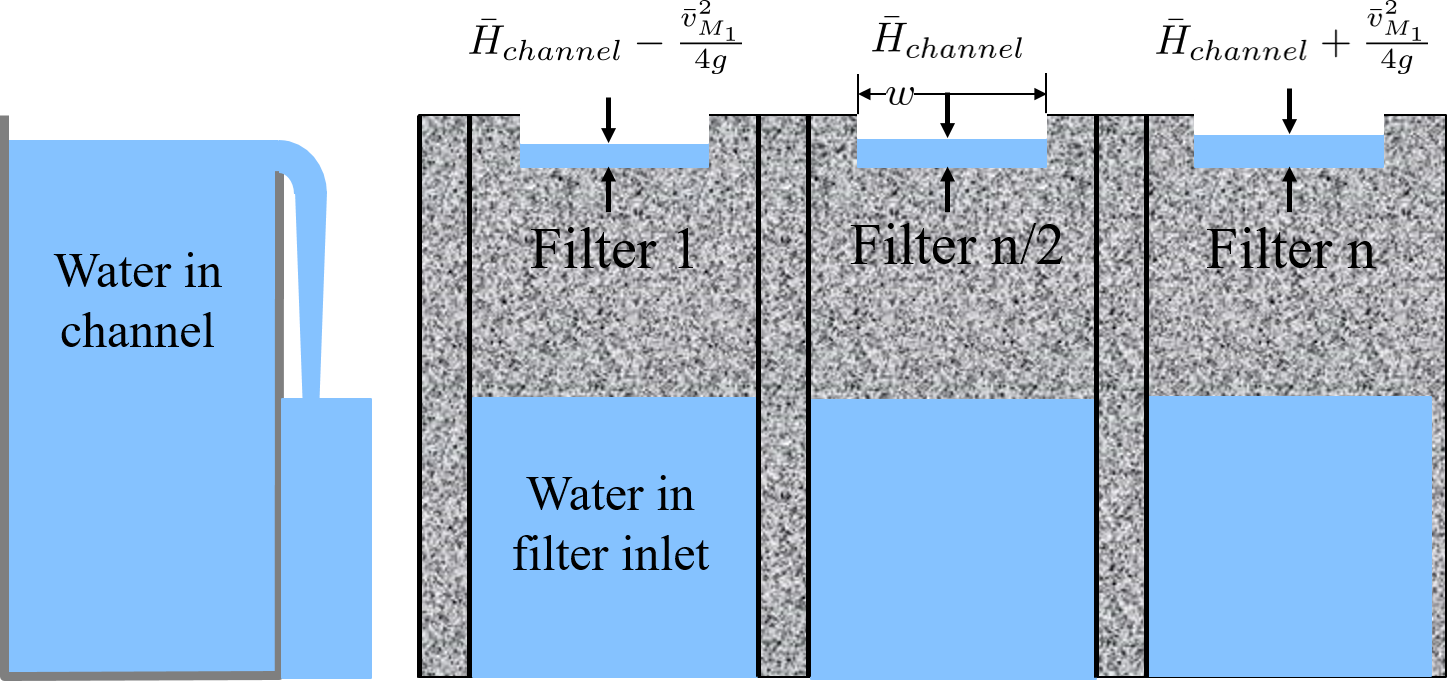 $\bar{H}_{channel} - \frac{\bar{v}_{M_1}^2}{4g}$
$\bar{H}_{channel}$
$\bar{H}_{channel} + \frac{\bar{v}_{M_1}^2}{4g}$
w
Water in
channel
Filter 1
Filter n/2
Filter n
Water in
filter inlet